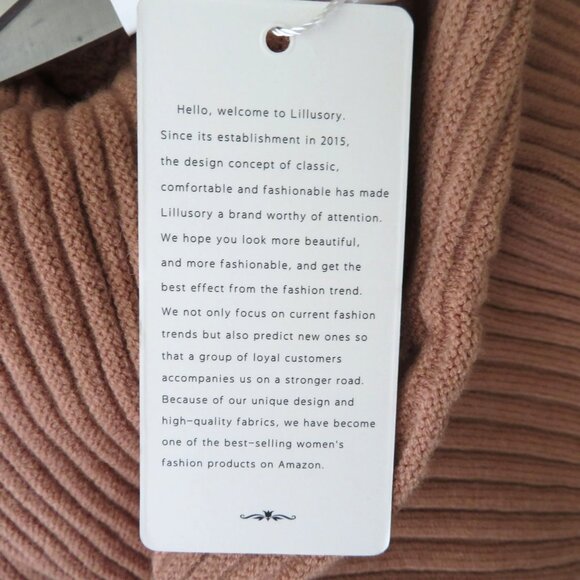 Hello, welcome to Lillusory.
Since its establishment in 2015,
the design concept of classic,
comfortable and fashionable has made
Lillusory a brand worthy of attention.
We hope you look more beautiful,
and more fashionable, and get the
best effect from the fashion trend.
We not only focus on current fashion
trends but also predict new ones so
that a group of loyal customers
accompanies us on a stronger road.
Because of our unique design and
high-quality fabrics, we have become
one of the best-selling women's
fashion products on Amazon.